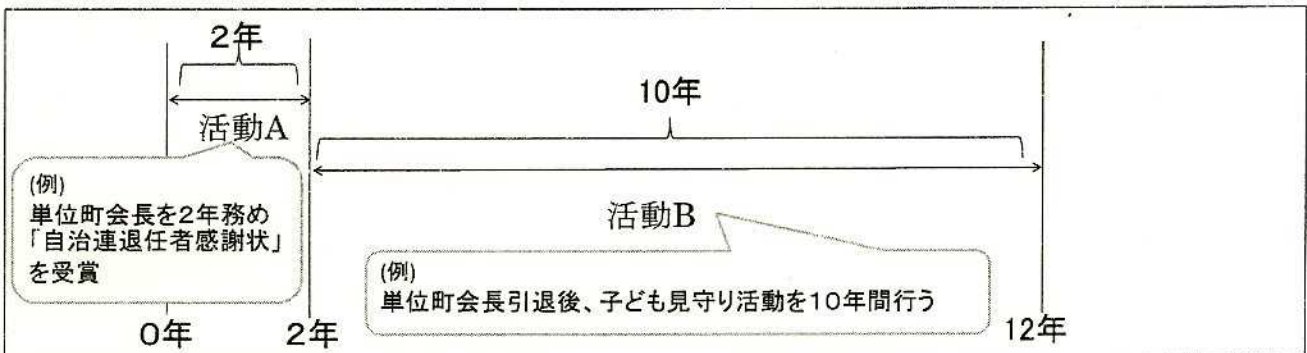 2年
10年
活動A
(例)
単位町会長を2年務め
「自治連退任者感謝状」
を受賞
活動B
(例)
単位町会長引退後、子ども見守り活動を10年間行う
0年
2年
12年